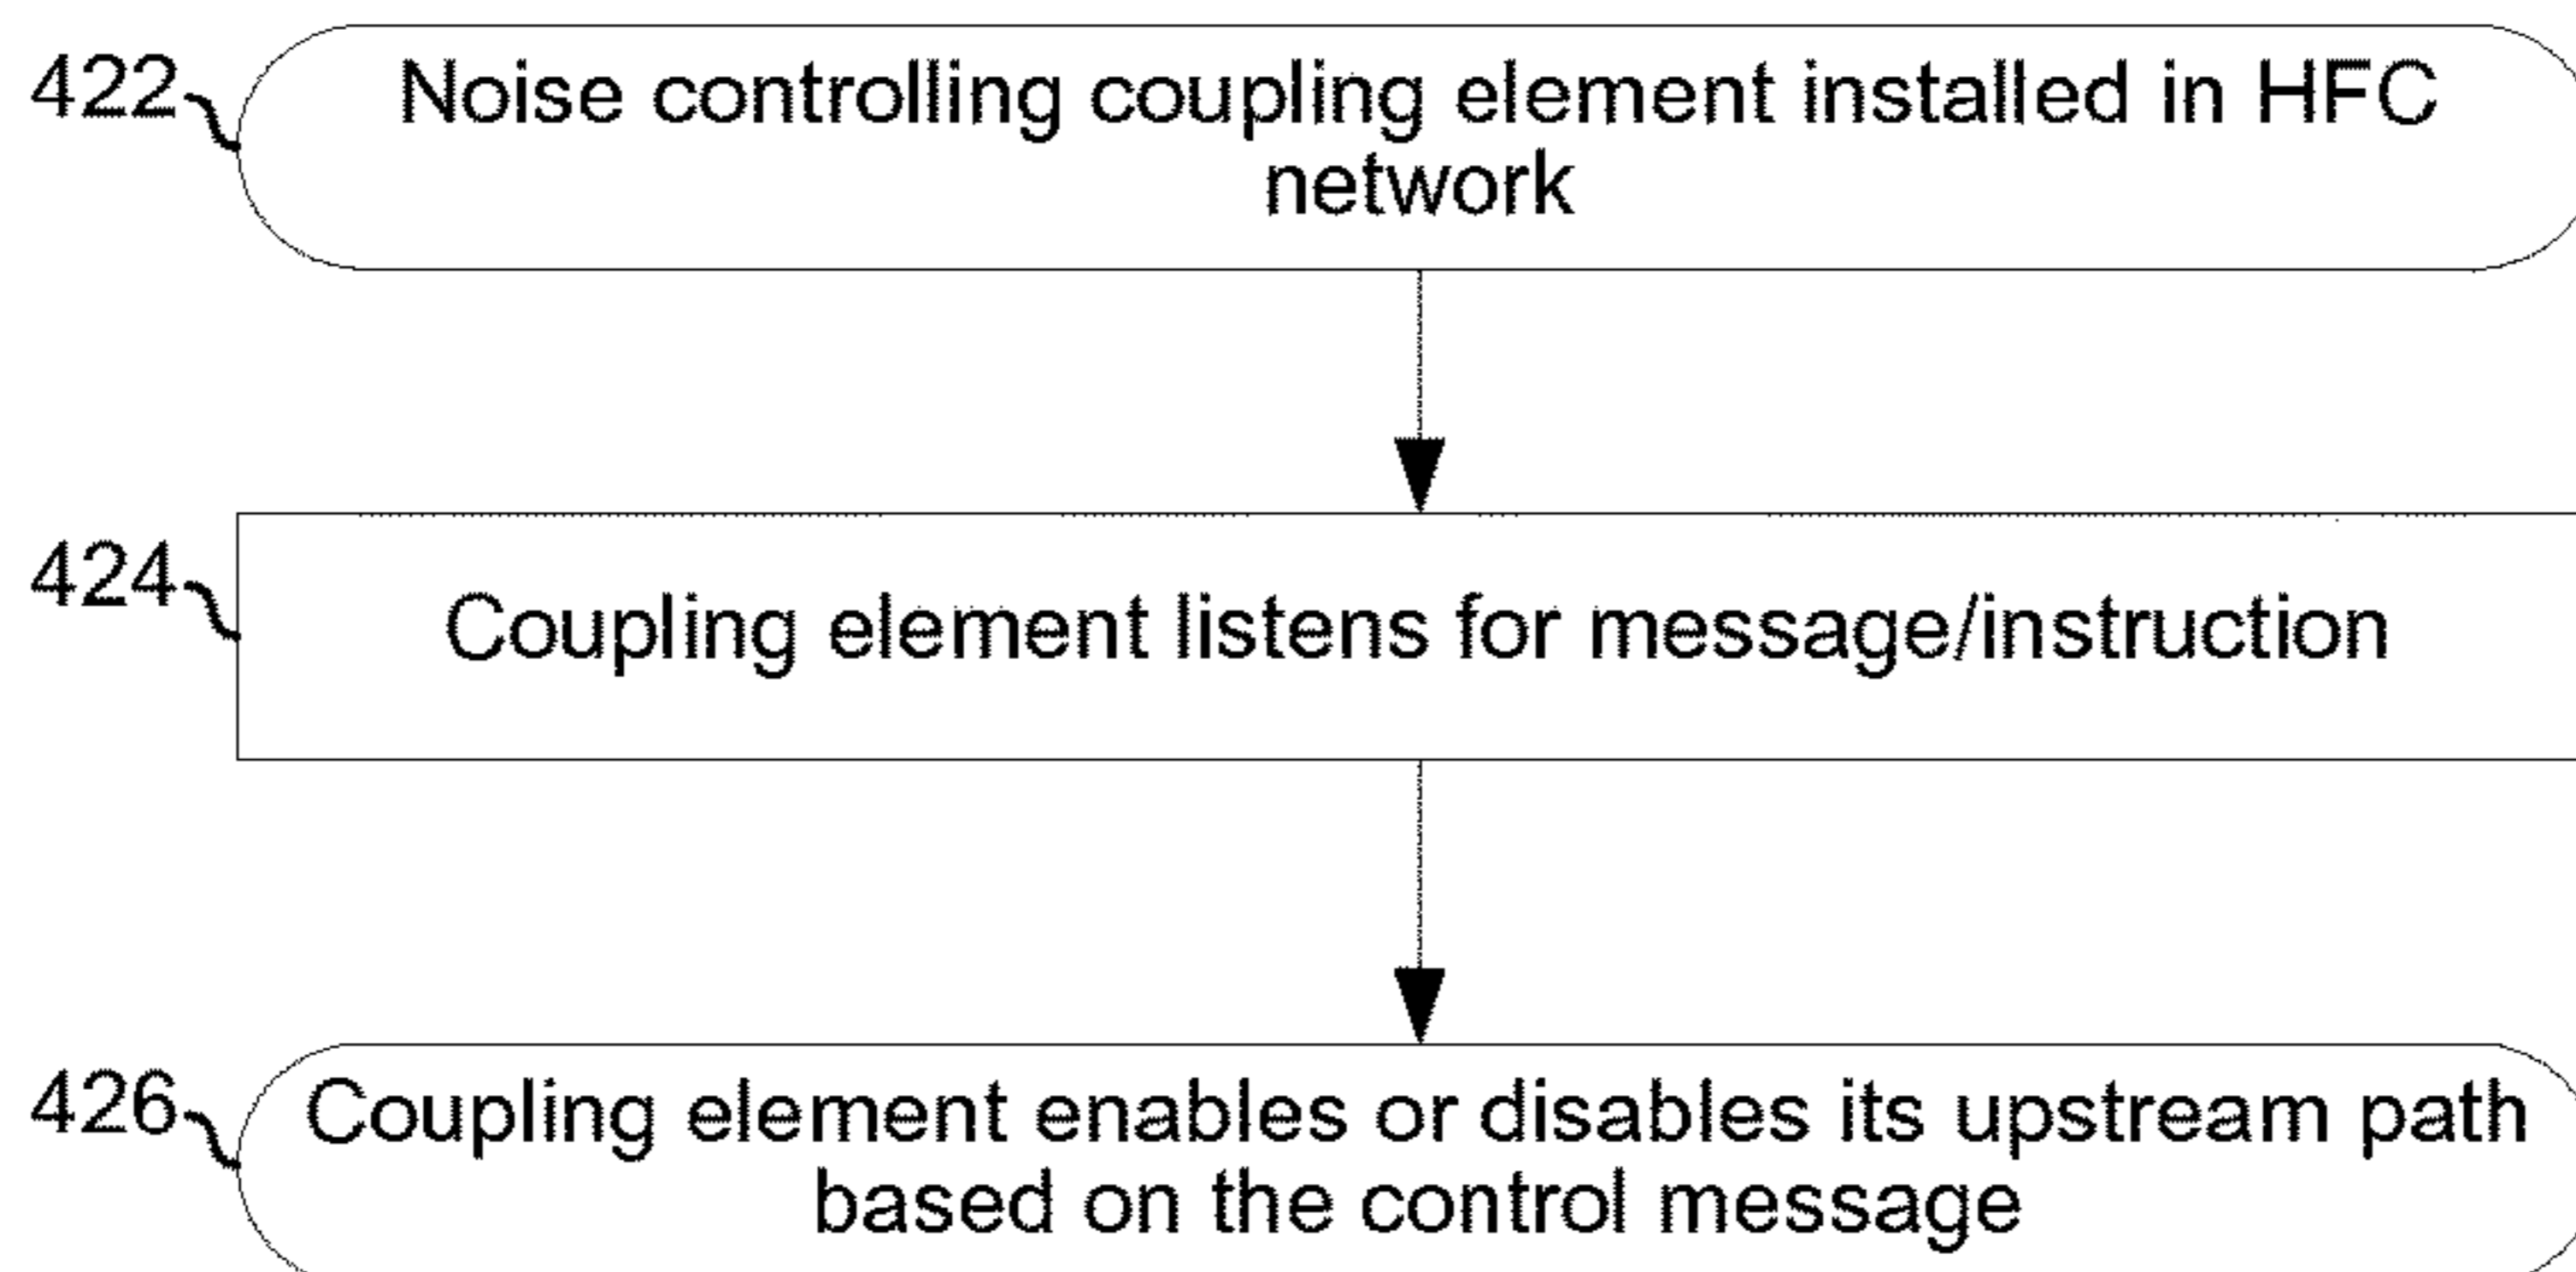 422
Noise controlling coupling element installed in HFC
network
424
Coupling element listens for message/instruction
426
Coupling element enables or disables its upstream path
based on the control message